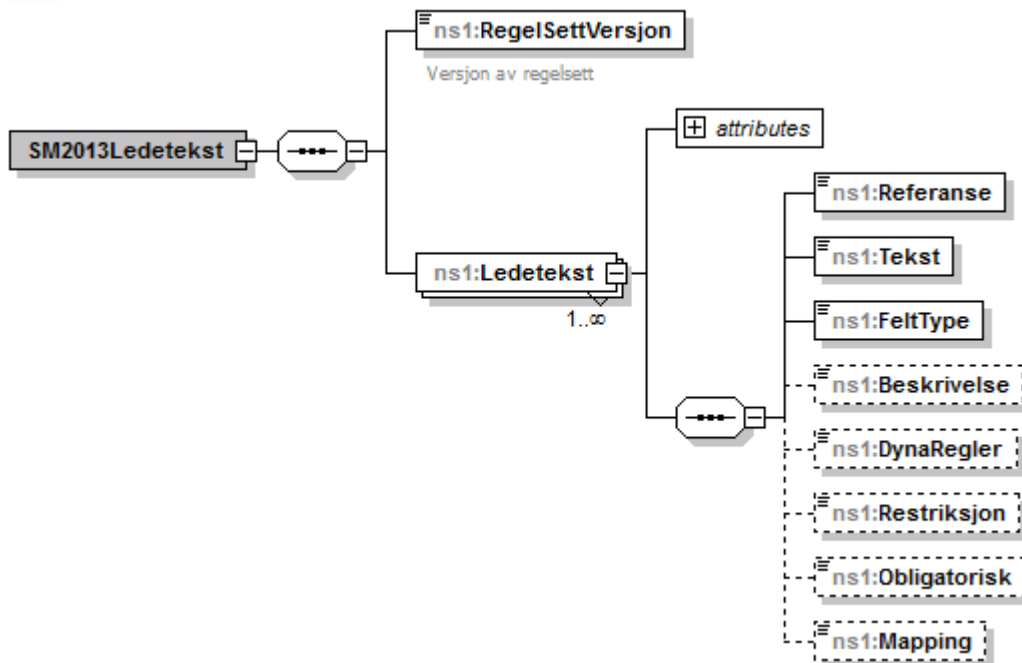 ns1:RegelSettVersjon
Versjon av regelsett
attributes
SM2013Ledetekst
ns1:Referanse
ns1:Tekst
ns1:Ledetekst
1..∞
ns1:FeltType
ns1:Beskrivelse
ns1:DynaRegler
ns1:Restriksjon
ns1:Obligatorisk
ns1:Mapping